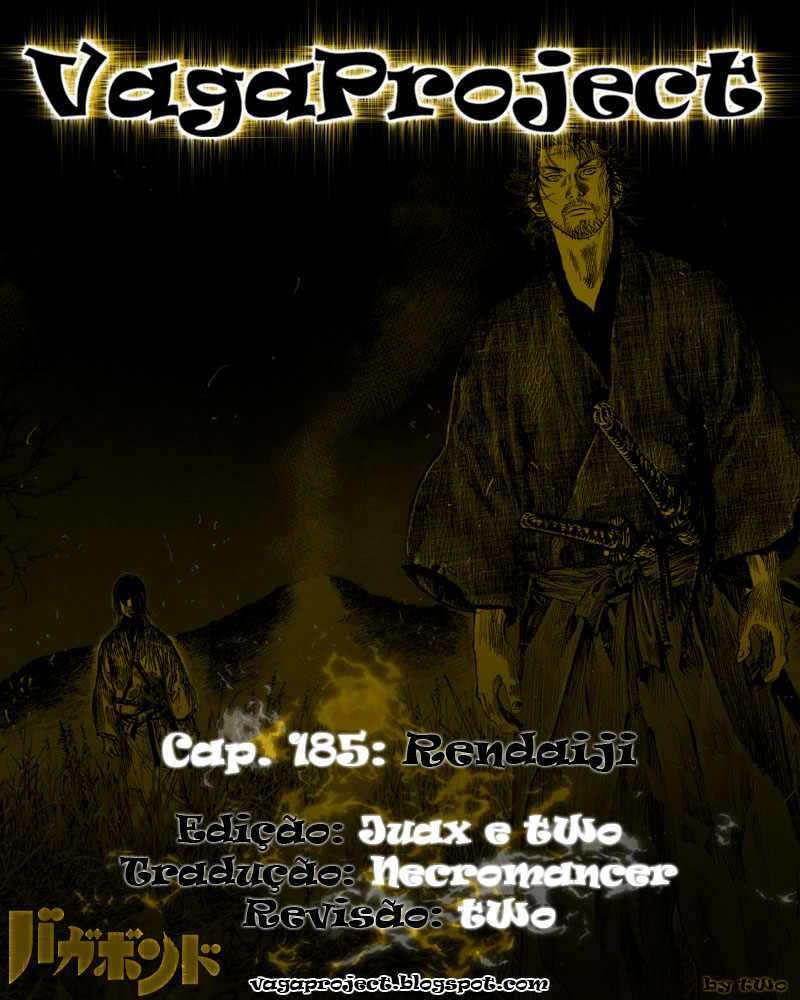 VagaProject
Cap. 185: Rendaiji
Edição: Juax e tWo
Tradução: Necromancer
Revisão: tWo
バガボンド
vagaproject.blogspot.com
by tWo